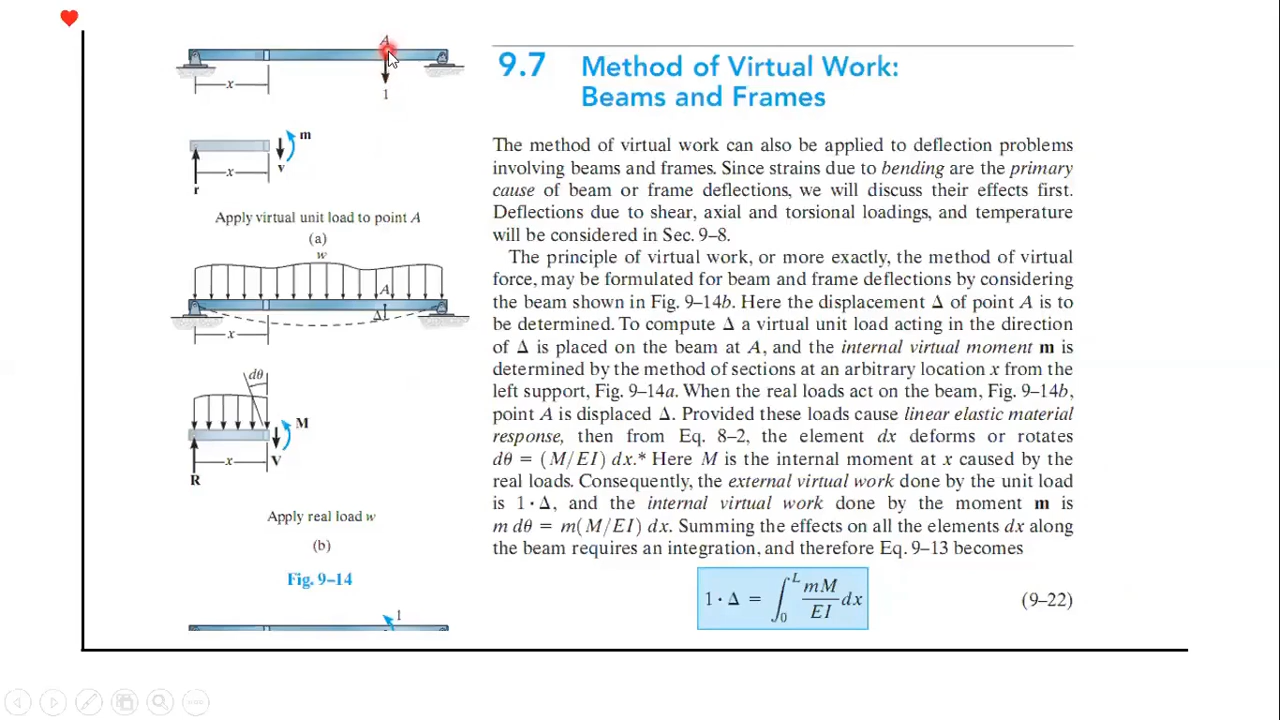 A
x
1
m
v
x
r
Apply virtual unit load to point A
(a)
w
A
Δ
x
dθ
M
x
V
R
Apply real load w
(b)
Fig. 9–14
1
9.7 Method of Virtual Work:
Beams and Frames
The method of virtual work can also be applied to deflection problems
involving beams and frames. Since strains due to bending are the primary
cause of beam or frame deflections, we will discuss their effects first.
Deflections due to shear, axial and torsional loadings, and temperature
will be considered in Sec. 9–8.
The principle of virtual work, or more exactly, the method of virtual
force, may be formulated for beam and frame deflections by considering
the beam shown in Fig. 9–14b. Here the displacement Δ of point A is to
be determined. To compute Δ a virtual unit load acting in the direction
of Δ is placed on the beam at A, and the internal virtual moment m is
determined by the method of sections at an arbitrary location x from the
left support, Fig. 9–14a. When the real loads act on the beam, Fig. 9–14b,
point A is displaced Δ. Provided these loads cause linear elastic material
response, then from Eq. 8–2, the element dx deforms or rotates
dθ = (M/EI) dx.* Here M is the internal moment at x caused by the
real loads. Consequently, the external virtual work done by the unit load
is 1·Δ, and the internal virtual work done by the moment m is
m dθ = m(M/EI) dx. Summing the effects on all the elements dx along
the beam requires an integration, and therefore Eq. 9–13 becomes
1·Δ = ∫₀ᴸ mM/EI dx (9–22)